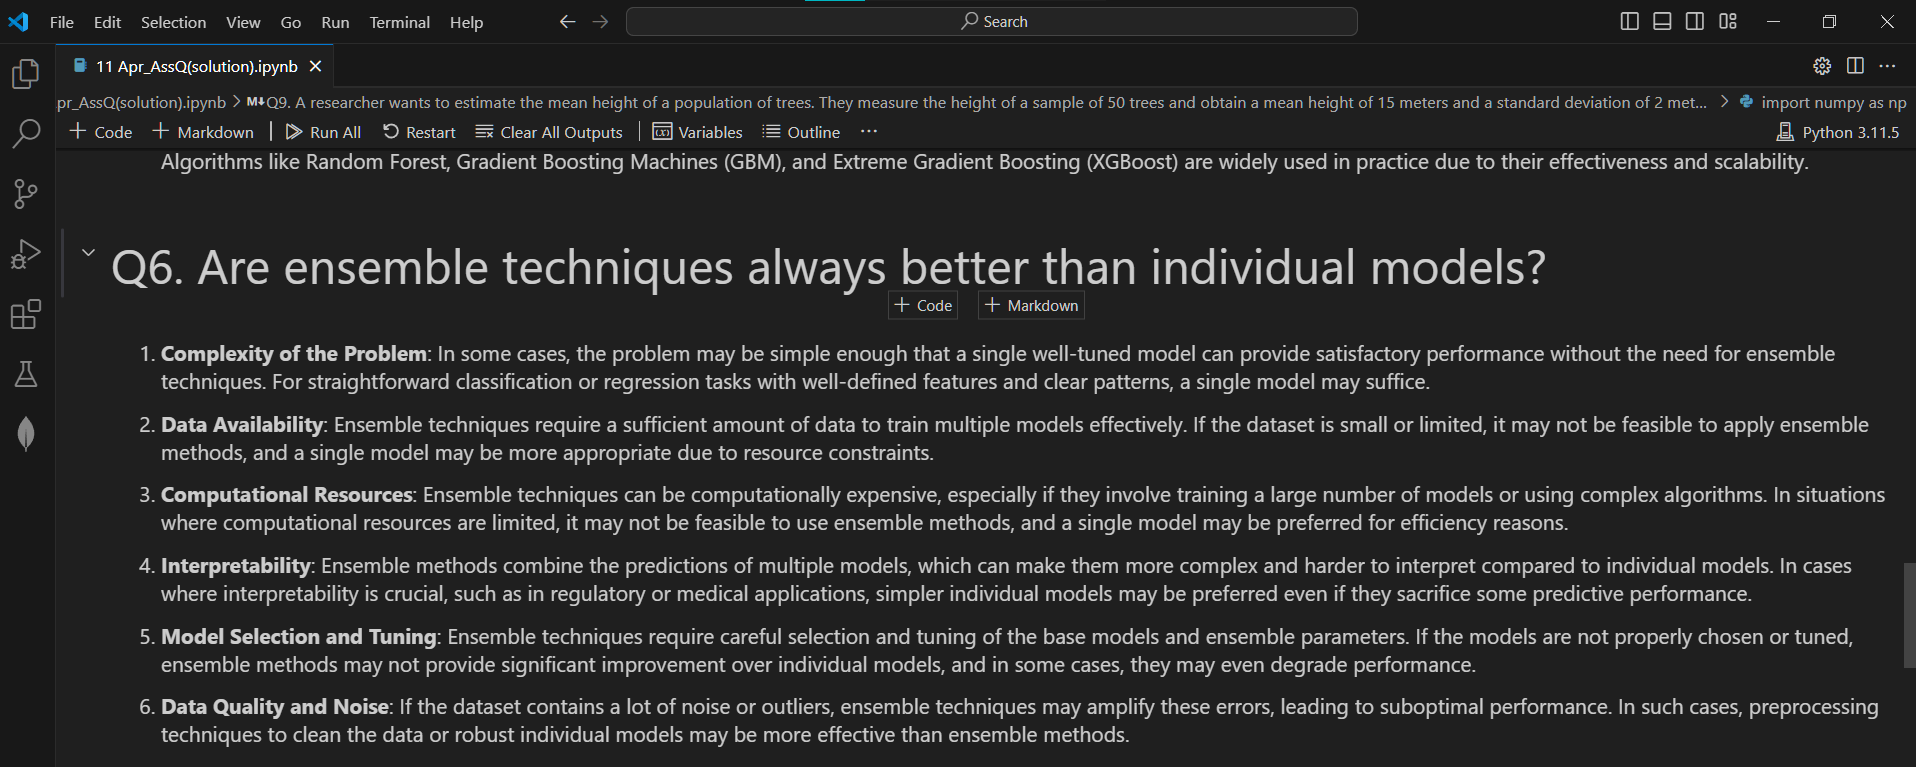 File Edit Selection View Go Run Terminal Help Search
11 Apr_AssQ(solution).ipynb
pr_AssQ(solution).ipynb > M↓Q9. A researcher wants to estimate the mean height of a population of trees. They measure the height of a sample of 50 trees and obtain a mean height of 15 meters and a standard deviation of 2 met... > import numpy as np
+ Code + Markdown | Run All Restart Clear All Outputs | Variables Outline ... Python 3.11.5
Algorithms like Random Forest, Gradient Boosting Machines (GBM), and Extreme Gradient Boosting (XGBoost) are widely used in practice due to their effectiveness and scalability.
Q6. Are ensemble techniques always better than individual models?
+ Code + Markdown
1. Complexity of the Problem: In some cases, the problem may be simple enough that a single well-tuned model can provide satisfactory performance without the need for ensemble
techniques. For straightforward classification or regression tasks with well-defined features and clear patterns, a single model may suffice.
2. Data Availability: Ensemble techniques require a sufficient amount of data to train multiple models effectively. If the dataset is small or limited, it may not be feasible to apply ensemble
methods, and a single model may be more appropriate due to resource constraints.
3. Computational Resources: Ensemble techniques can be computationally expensive, especially if they involve training a large number of models or using complex algorithms. In situations
where computational resources are limited, it may not be feasible to use ensemble methods, and a single model may be preferred for efficiency reasons.
4. Interpretability: Ensemble methods combine the predictions of multiple models, which can make them more complex and harder to interpret compared to individual models. In cases
where interpretability is crucial, such as in regulatory or medical applications, simpler individual models may be preferred even if they sacrifice some predictive performance.
5. Model Selection and Tuning: Ensemble techniques require careful selection and tuning of the base models and ensemble parameters. If the models are not properly chosen or tuned,
ensemble methods may not provide significant improvement over individual models, and in some cases, they may even degrade performance.
6. Data Quality and Noise: If the dataset contains a lot of noise or outliers, ensemble techniques may amplify these errors, leading to suboptimal performance. In such cases, preprocessing
techniques to clean the data or robust individual models may be more effective than ensemble methods.